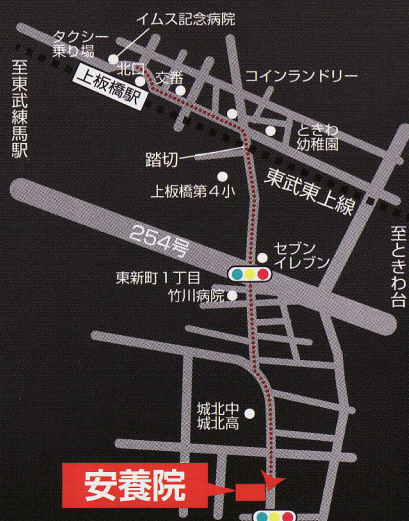 イムス記念病院
タクシー
乗り場
北口
交番
上板橋駅
至東武練馬駅
コインランドリー
ときわ
幼稚園
踏切
東武東上線
上板橋第4小
至ときわ台
254号
セブン
イレブン
東新町1丁目
竹川病院
城北中
城北高
安養院